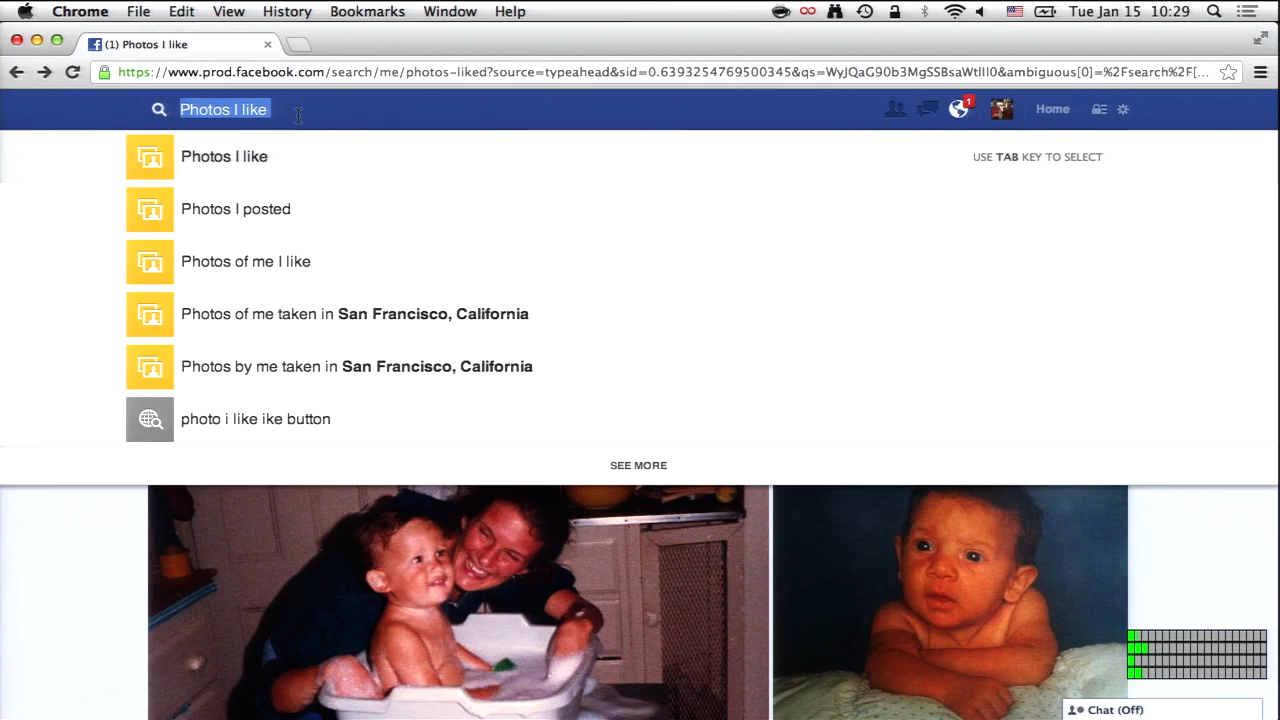 Chrome File Edit View History Bookmarks Window Help Tue Jan 15 10:29
(1) Photos I like
https://www.prod.facebook.com/search/me/photos-liked?source=typeahead&sid=0.6393254769500345&qs=WyJQaG90b3MgSSBsaWtlIl0&ambiguous[0]=%2Fsearch%2F[...
Photos I like 1 Home
Photos I like USE TAB KEY TO SELECT
Photos I posted
Photos of me I like
Photos of me taken in San Francisco, California
Photos by me taken in San Francisco, California
photo i like ike button
SEE MORE
Chat (Off)